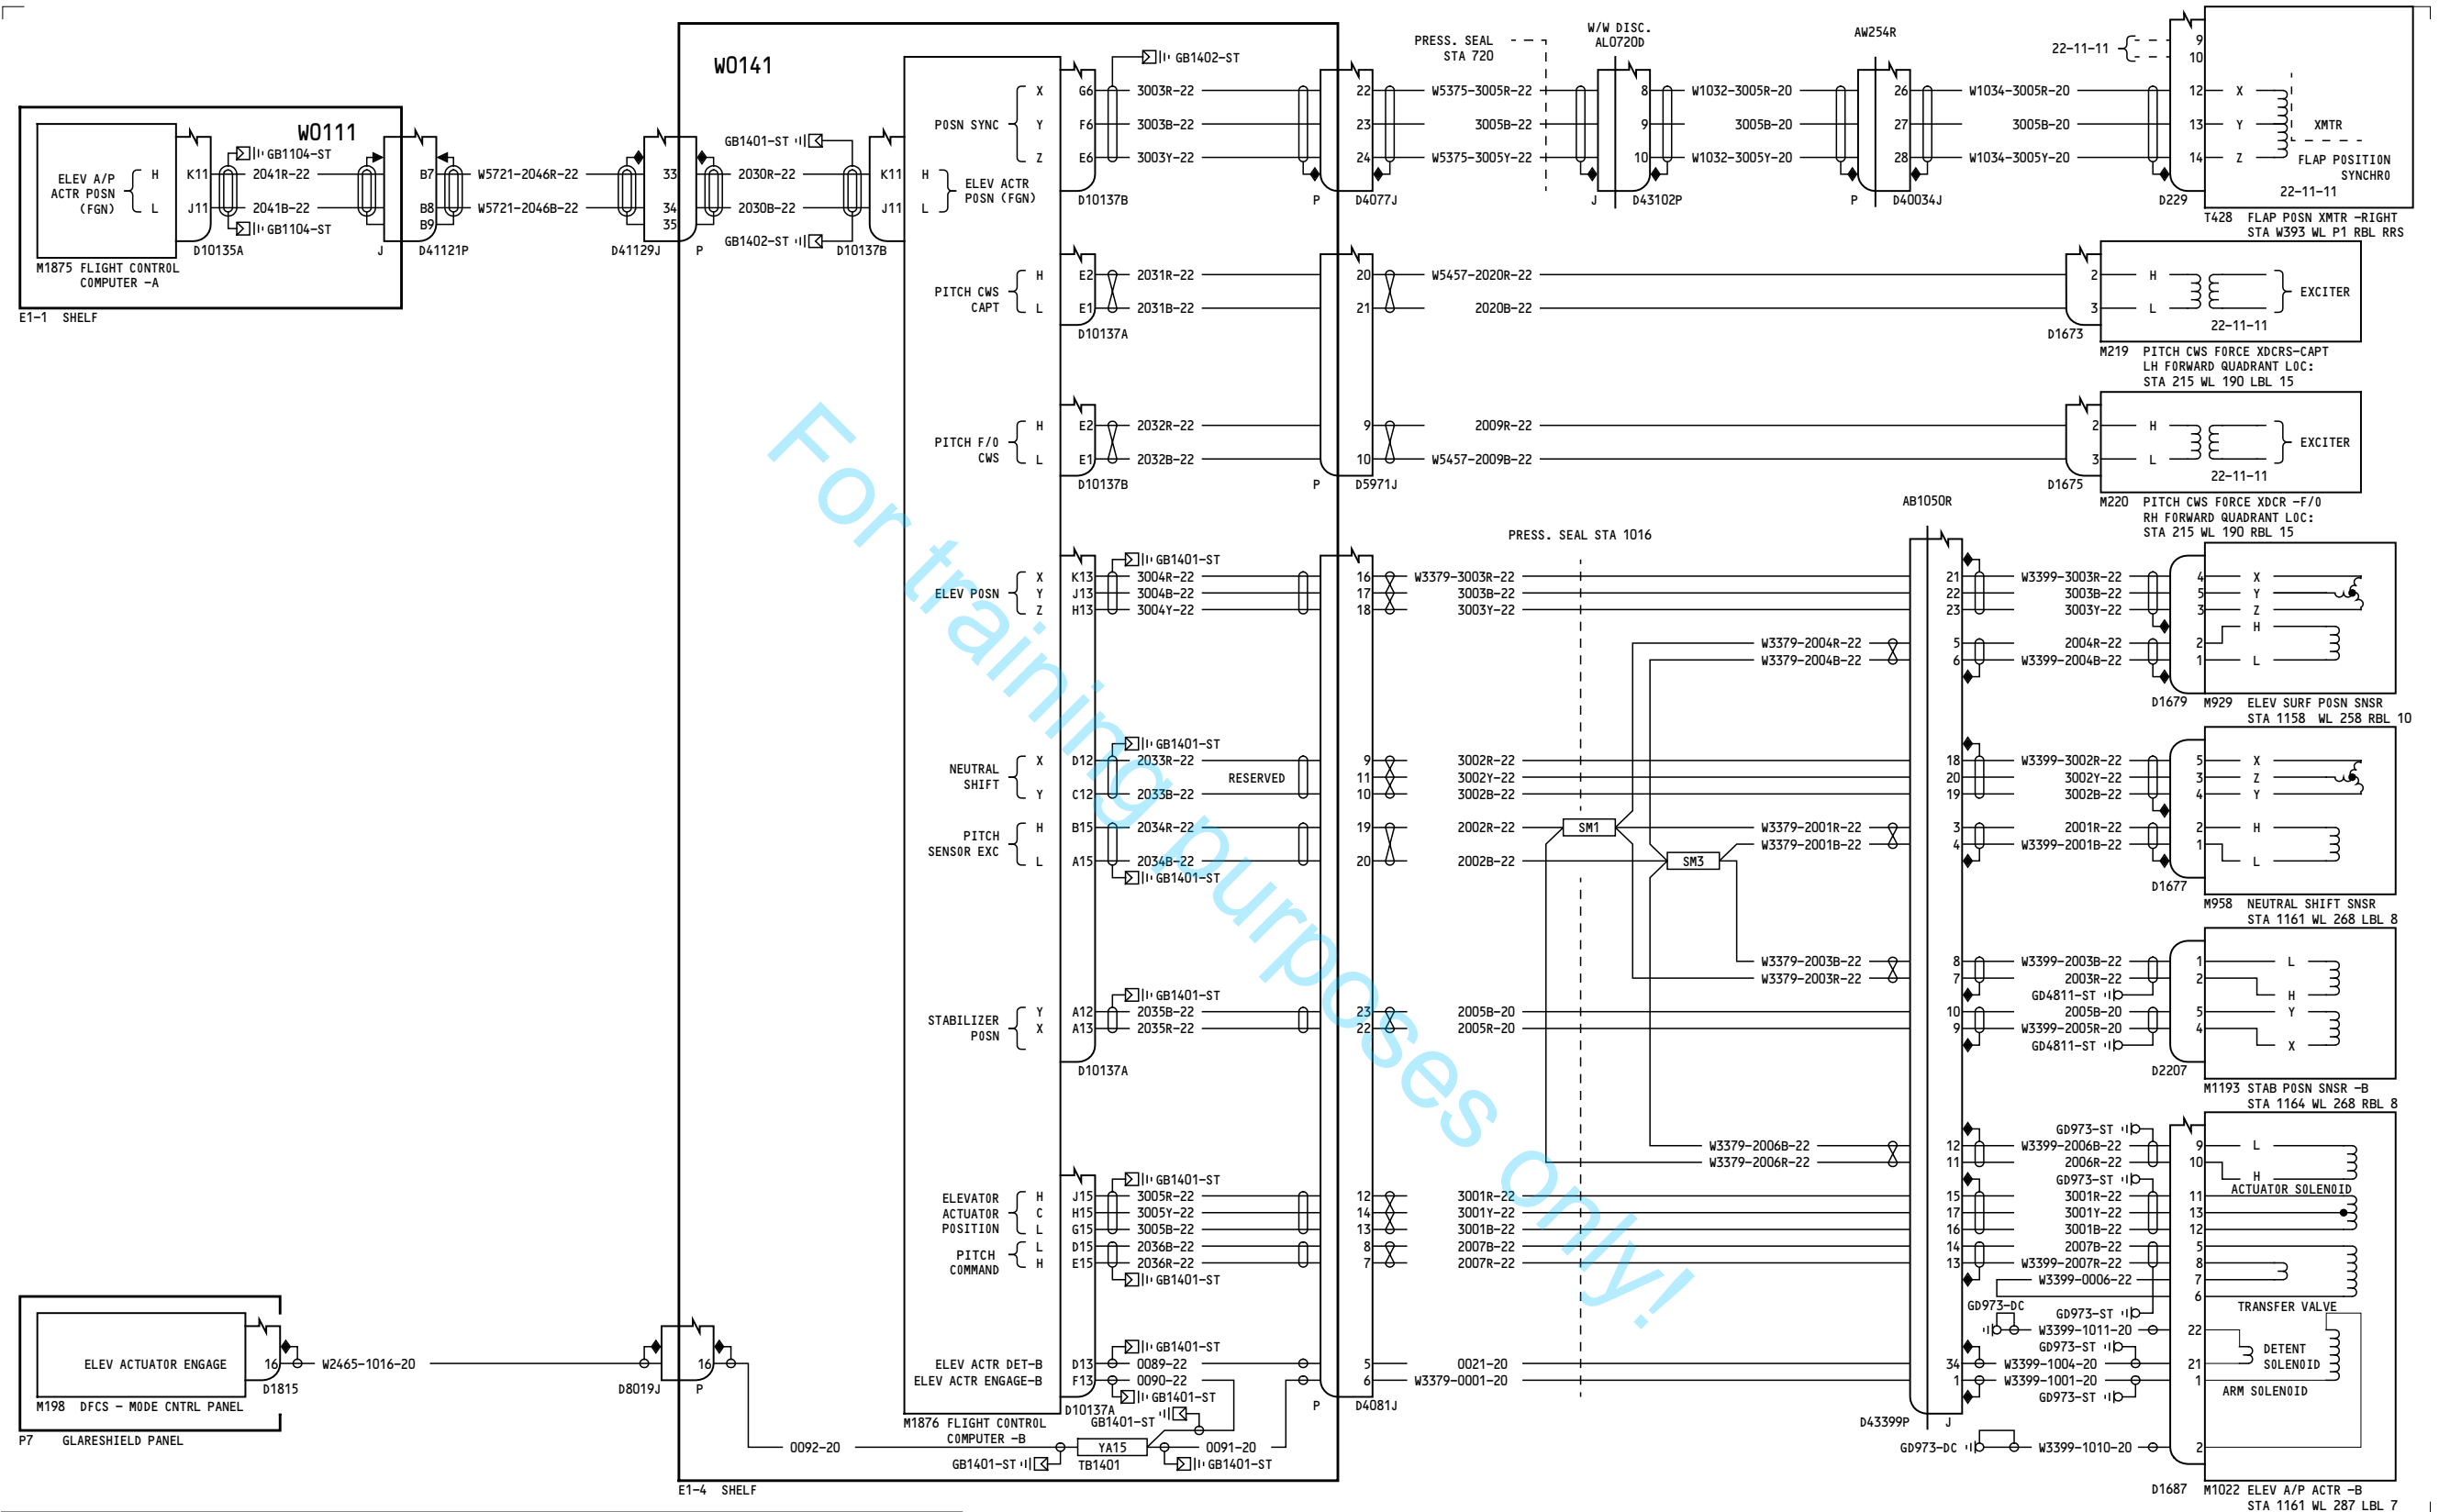 W0111
ELEV A/P
ACTR POSN
(FGN)
H
L
K11
J11
GB1104-ST
2041R-22
2041B-22
GB1104-ST
D10135A
M1875 FLIGHT CONTROL
COMPUTER -A
E1-1 SHELF
J
B7
B8
B9
D41121P
W5721-2046R-22
W5721-2046B-22
D41129J
33
34
35
P
W0141
GB1401-ST
2030R-22
2030B-22
GB1402-ST
K11
J11
D10137B
H
L
ELEV ACTR
POSN (FGN)
POSN SYNC
X
Y
Z
G6
F6
E6
D10137B
GB1402-ST
3003R-22
3003B-22
3003Y-22
22
23
24
P
D4077J
PRESS. SEAL
STA 720
W5375-3005R-22
3005B-22
W5375-3005Y-22
W/W DISC.
AL0720D
8
9
10
J
D43102P
W1032-3005R-20
3005B-20
W1032-3005Y-20
AW254R
26
27
28
P
D40034J
W1034-3005R-20
3005B-20
W1034-3005Y-20
22-11-11
9
10
12
13
14
D229
X
Y
Z
XMTR
FLAP POSITION
SYNCHRO
22-11-11
T428 FLAP POSN XMTR -RIGHT
STA W393 WL P1 RBL RRS
PITCH CWS
CAPT
H
L
E2
E1
D10137A
2031R-22
2031B-22
20
21
W5457-2020R-22
2020B-22
2
3
D1673
H
L
EXCITER
22-11-11
M219 PITCH CWS FORCE XDCRS-CAPT
LH FORWARD QUADRANT LOC:
STA 215 WL 190 LBL 15
PITCH F/O
CWS
H
L
E2
E1
D10137B
2032R-22
2032B-22
9
10
P
D5971J
2009R-22
W5457-2009B-22
2
3
D1675
H
L
EXCITER
22-11-11
M220 PITCH CWS FORCE XDCR -F/O
RH FORWARD QUADRANT LOC:
STA 215 WL 190 RBL 15
PRESS. SEAL STA 1016
AB1050R
ELEV POSN
X
Y
Z
K13
J13
H13
GB1401-ST
3004R-22
3004B-22
3004Y-22
16
17
18
W3379-3003R-22
3003B-22
3003Y-22
21
22
23
W3399-3003R-22
3003B-22
3003Y-22
4
5
3
X
Y
Z
W3379-2004R-22
W3379-2004B-22
5
6
2004R-22
W3399-2004B-22
2
1
H
L
D1679
M929 ELEV SURF POSN SNSR
STA 1158 WL 258 RBL 10
NEUTRAL
SHIFT
X
Y
D12
C12
GB1401-ST
2033R-22
2033B-22
RESERVED
9
11
10
3002R-22
3002Y-22
3002B-22
18
20
19
W3399-3002R-22
3002Y-22
3002B-22
5
3
4
X
Z
Y
PITCH
SENSOR EXC
H
L
B15
A15
2034R-22
2034B-22
GB1401-ST
19
20
2002R-22
2002B-22
SM1
SM3
W3379-2001R-22
W3379-2001B-22
3
4
2001R-22
W3399-2001B-22
2
1
H
L
D1677
M958 NEUTRAL SHIFT SNSR
STA 1161 WL 268 LBL 8
W3379-2003B-22
W3379-2003R-22
8
7
W3399-2003B-22
2003R-22
GD4811-ST
1
2
L
H
STABILIZER
POSN
Y
X
A12
A13
D10137A
GB1401-ST
2035B-22
2035R-22
23
22
2005B-20
2005R-20
10
9
2005B-20
W3399-2005R-20
GD4811-ST
5
4
Y
X
D2207
M1193 STAB POSN SNSR -B
STA 1164 WL 268 RBL 8
W3379-2006B-22
W3379-2006R-22
12
11
GD973-ST
W3399-2006B-22
2006R-22
GD973-ST
9
10
L
H
ACTUATOR SOLENOID
ELEVATOR
ACTUATOR
POSITION
H
C
L
J15
H15
G15
GB1401-ST
3005R-22
3005Y-22
3005B-22
12
14
13
3001R-22
3001Y-22
3001B-22
15
17
16
3001R-22
3001Y-22
3001B-22
11
13
12
PITCH
COMMAND
L
H
D15
E15
2036B-22
2036R-22
GB1401-ST
8
7
2007B-22
2007R-22
14
13
2007B-22
W3399-2007R-22
W3399-0006-22
5
8
7
6
TRANSFER VALVE
GD973-DC
GD973-ST
W3399-1011-20
GD973-ST
22
DETENT
SOLENOID
ELEV ACTR DET-B
ELEV ACTR ENGAGE-B
D13
F13
D10137A
GB1401-ST
0089-22
0090-22
GB1401-ST
GB1401-ST
5
6
P
D4081J
0021-20
W3379-0001-20
34
1
W3399-1004-20
W3399-1001-20
GD973-ST
21
1
ARM SOLENOID
D43399P
J
GD973-DC
W3399-1010-20
2
D1687
M1022 ELEV A/P ACTR -B
STA 1161 WL 287 LBL 7
ELEV ACTUATOR ENGAGE
16
D1815
M198 DFCS - MODE CNTRL PANEL
P7 GLARESHIELD PANEL
W2465-1016-20
D8019J
16
P
M1876 FLIGHT CONTROL
COMPUTER -B
0092-20
GB1401-ST
YA15
TB1401
0091-20
GB1401-ST
E1-4 SHELF
For training purposes only!